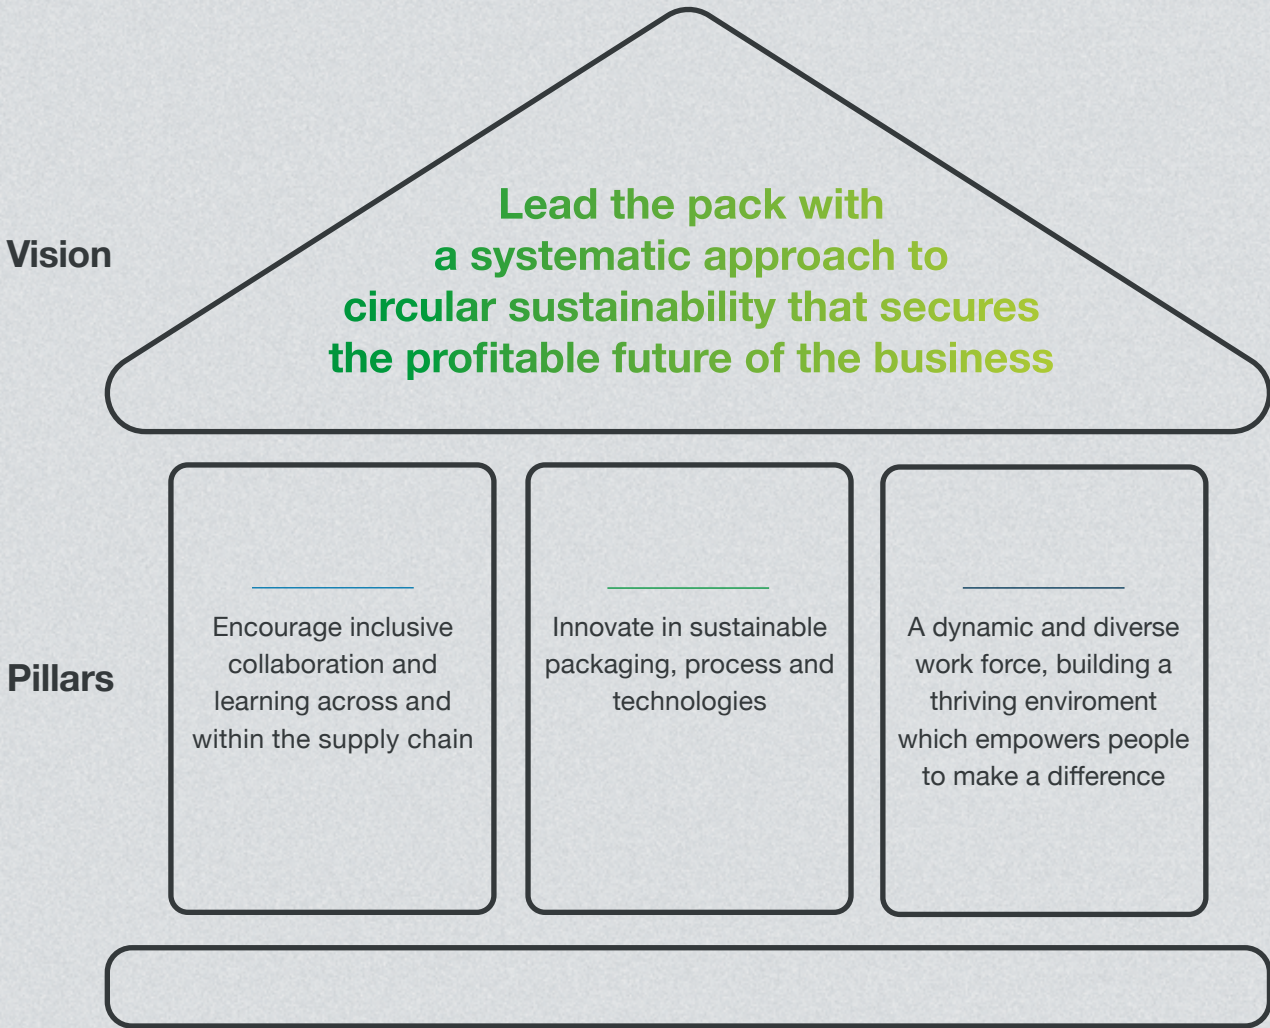 Lead the pack with
a systematic approach to
circular sustainability that secures
the profitable future of the business
Vision
Encourage inclusive
collaboration and
learning across and
within the supply chain
Innovate in sustainable
packaging, process and
technologies
A dynamic and diverse
work force, building a
thriving enviroment
which empowers people
to make a difference
Pillars